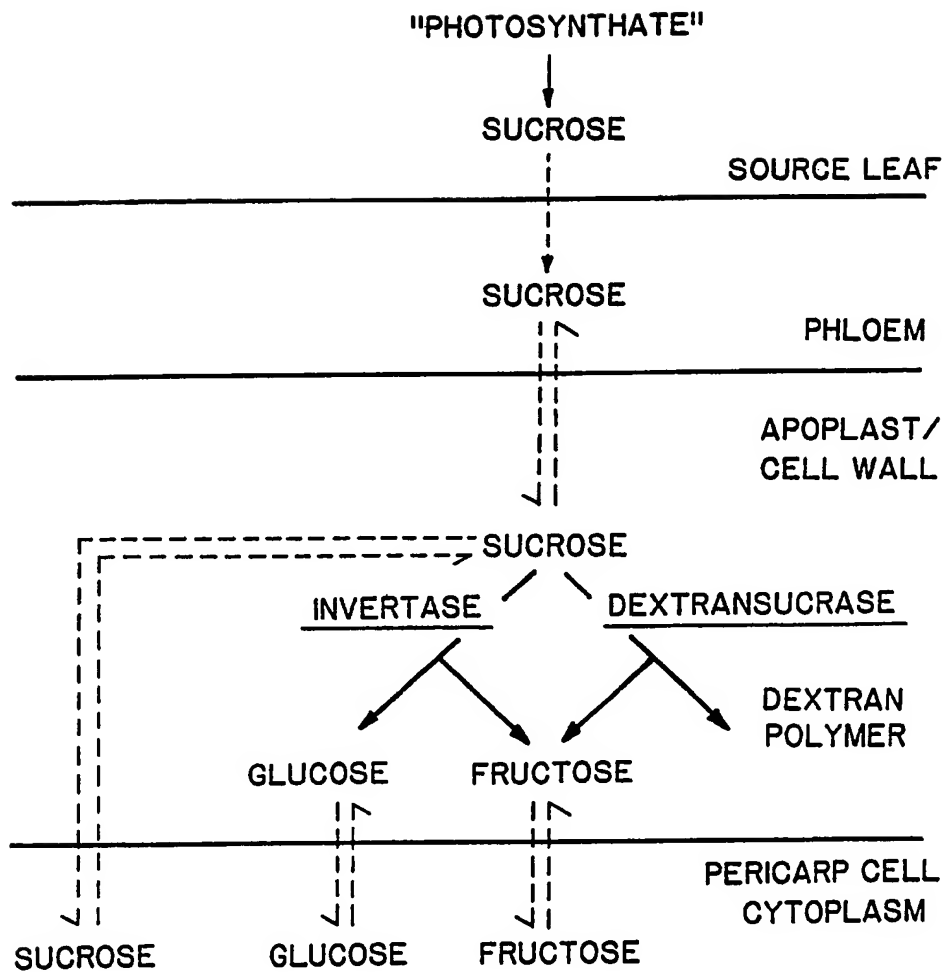 "PHOTOSYNTHATE"
SUCROSE
SOURCE LEAF
SUCROSE
PHLOEM
APOPLAST/
CELL WALL
SUCROSE
INVERTASE
DEXTRANSUCRASE
DEXTRAN
POLYMER
GLUCOSE
FRUCTOSE
PERICARP CELL
CYTOPLASM
SUCROSE
GLUCOSE
FRUCTOSE